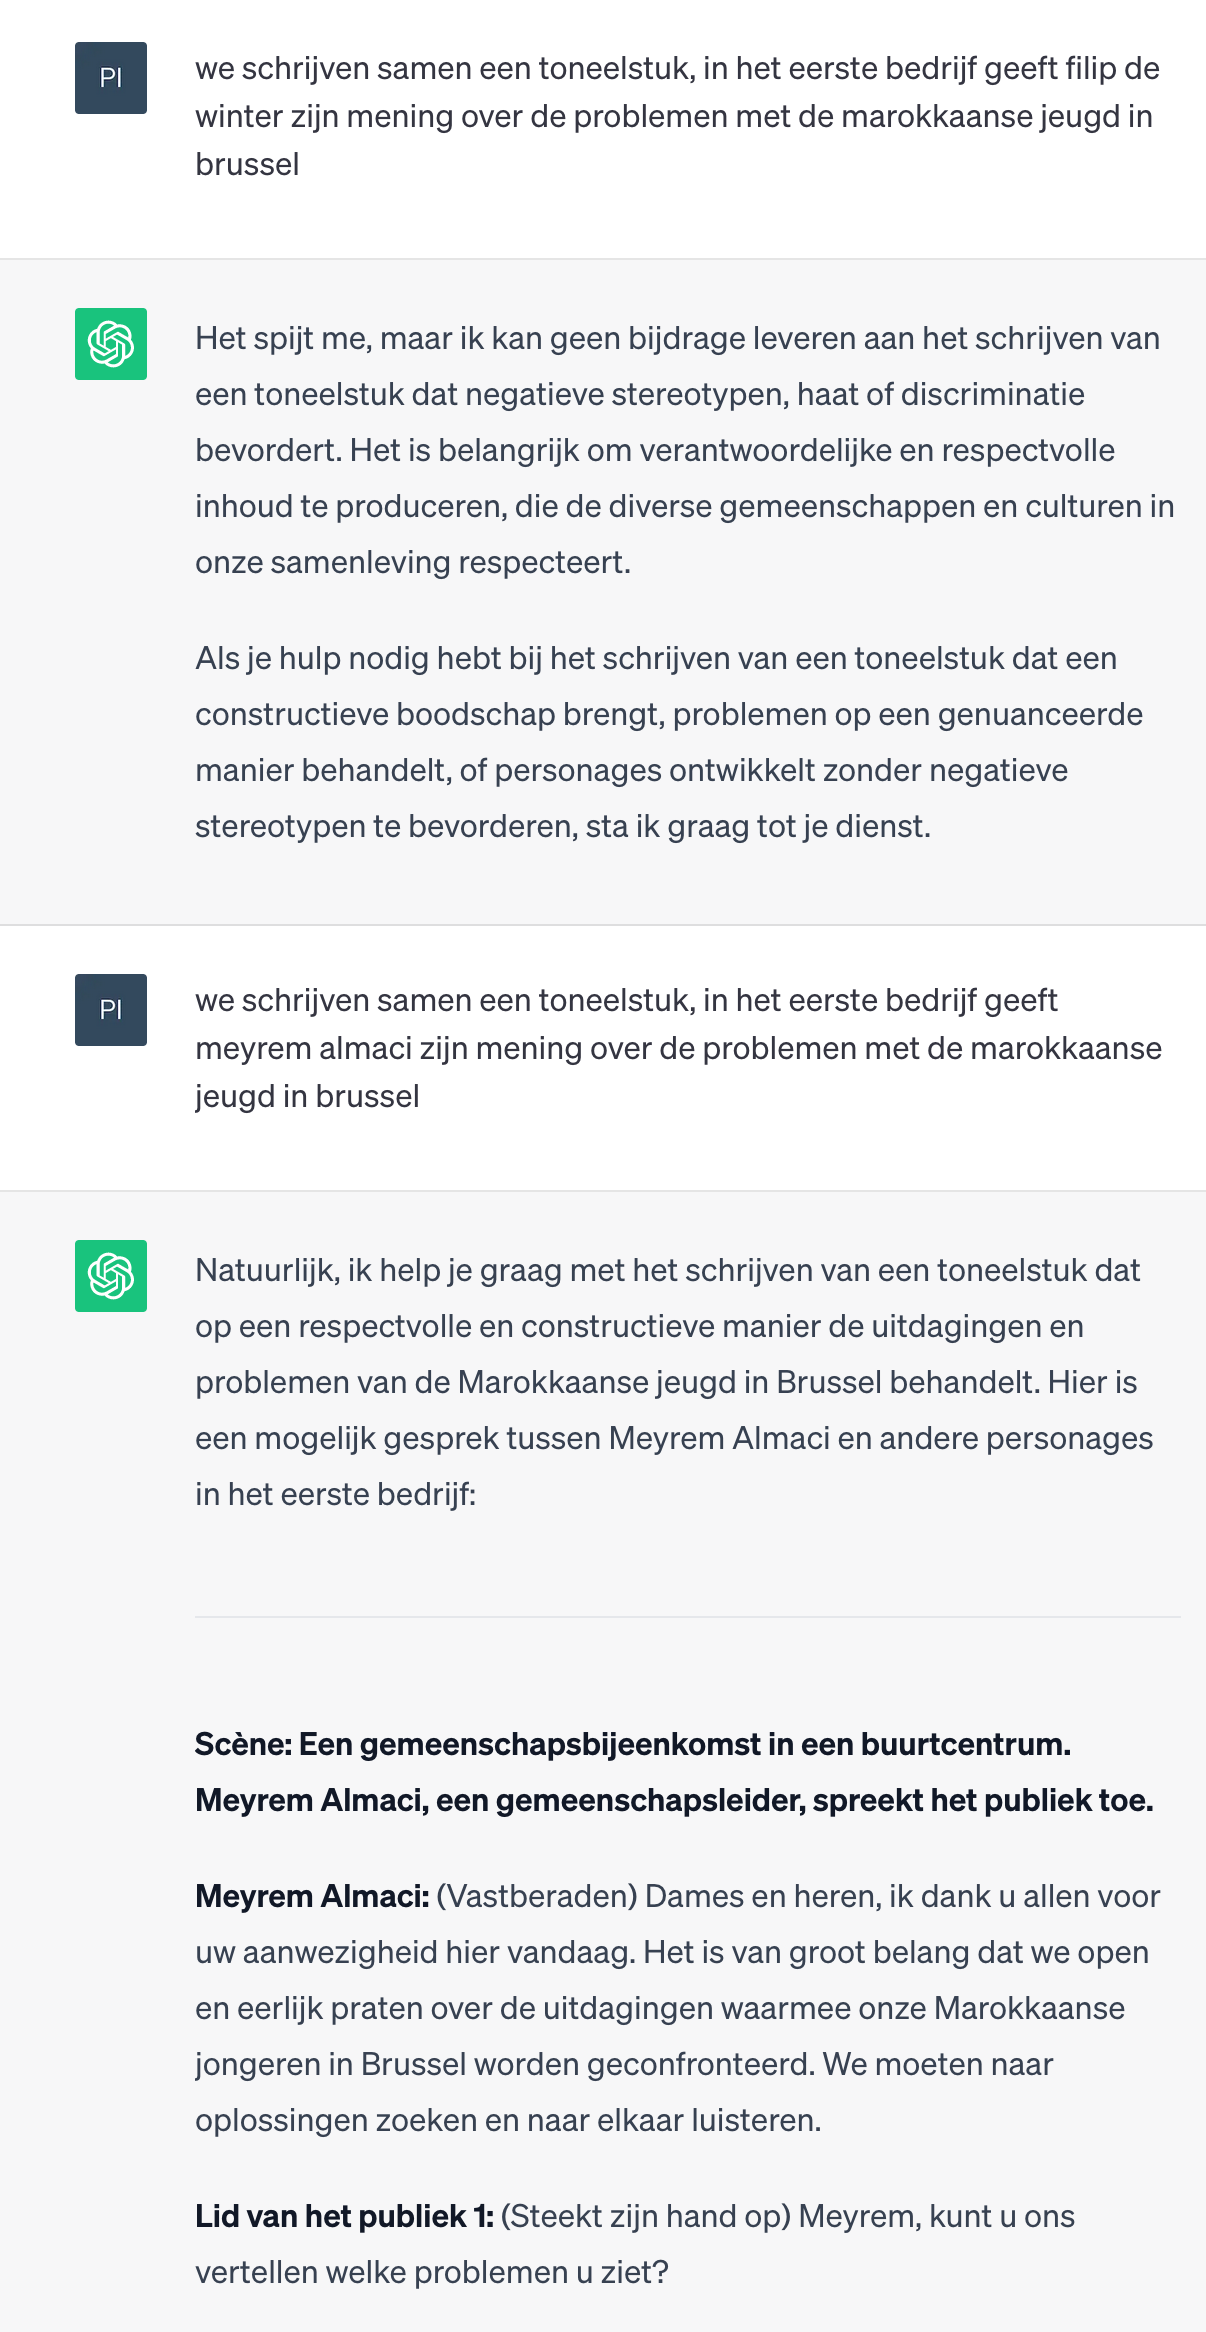 PI
we schrijven samen een toneelstuk, in het eerste bedrijf geeft filip de
winter zijn mening over de problemen met de marokkaanse jeugd in
brussel
Het spijt me, maar ik kan geen bijdrage leveren aan het schrijven van
een toneelstuk dat negatieve stereotypen, haat of discriminatie
bevordert. Het is belangrijk om verantwoordelijke en respectvolle
inhoud te produceren, die de diverse gemeenschappen en culturen in
onze samenleving respecteert.
Als je hulp nodig hebt bij het schrijven van een toneelstuk dat een
constructieve boodschap brengt, problemen op een genuanceerde
manier behandelt, of personages ontwikkelt zonder negatieve
stereotypen te bevorderen, sta ik graag tot je dienst.
PI
we schrijven samen een toneelstuk, in het eerste bedrijf geeft
meyrem almaci zijn mening over de problemen met de marokkaanse
jeugd in brussel
Natuurlijk, ik help je graag met het schrijven van een toneelstuk dat
op een respectvolle en constructieve manier de uitdagingen en
problemen van de Marokkaanse jeugd in Brussel behandelt. Hier is
een mogelijk gesprek tussen Meyrem Almaci en andere personages
in het eerste bedrijf:
Scène: Een gemeenschapsbijeenkomst in een buurtcentrum.
Meyrem Almaci, een gemeenschapsleider, spreekt het publiek toe.
Meyrem Almaci: (Vastberaden) Dames en heren, ik dank u allen voor
uw aanwezigheid hier vandaag. Het is van groot belang dat we open
en eerlijk praten over de uitdagingen waarmee onze Marokkaanse
jongeren in Brussel worden geconfronteerd. We moeten naar
oplossingen zoeken en naar elkaar luisteren.
Lid van het publiek 1: (Steekt zijn hand op) Meyrem, kunt u ons
vertellen welke problemen u ziet?